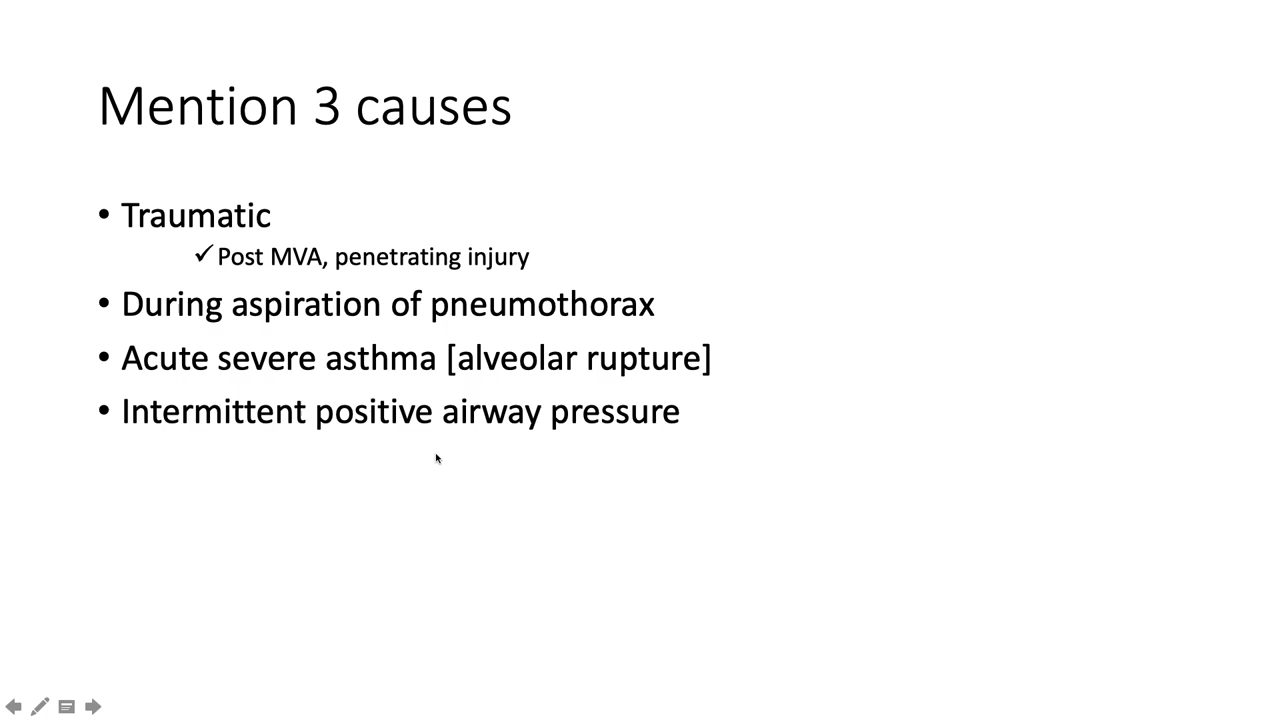 Mention 3 causes
• Traumatic
✓Post MVA, penetrating injury
• During aspiration of pneumothorax
• Acute severe asthma [alveolar rupture]
• Intermittent positive airway pressure